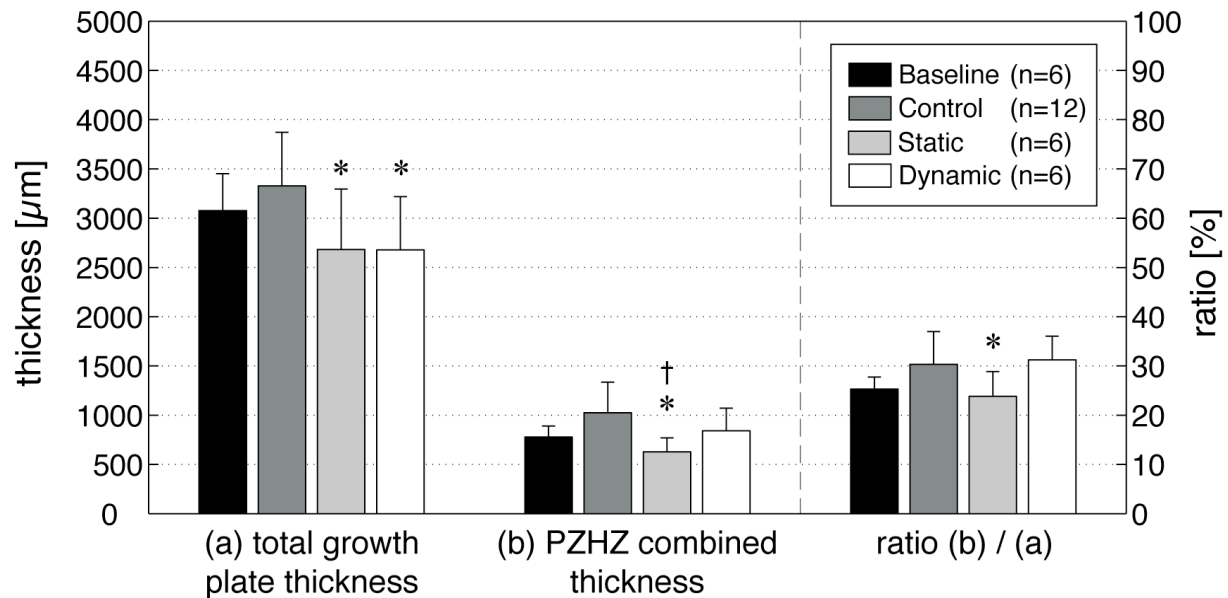 5000
4500
4000
3500
3000
2500
2000
1500
1000
500
0
thickness [µm]
100
90
80
70
60
50
40
30
20
10
0
ratio [%]
Baseline (n=6)
Control (n=12)
Static (n=6)
Dynamic (n=6)
* *
†
*
*
(a) total growth
plate thickness
(b) PZHZ combined
thickness
ratio (b) / (a)